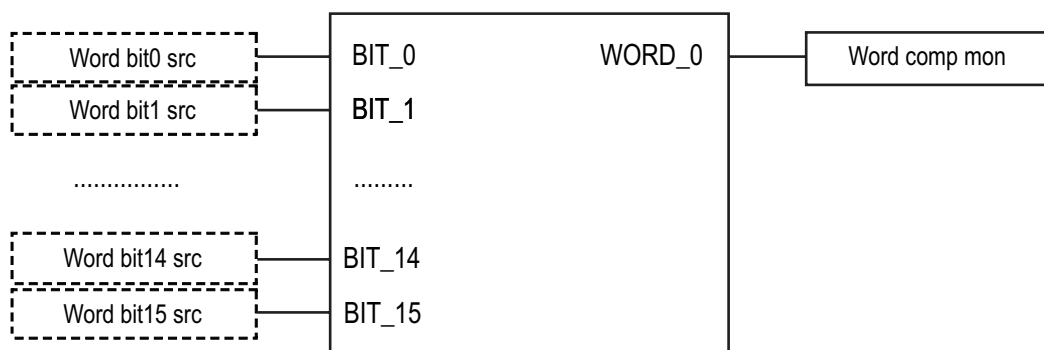 Word bit0 src BIT_0 WORD_0 Word comp mon
Word bit1 src BIT_1
................ .........
Word bit14 src BIT_14
Word bit15 src BIT_15